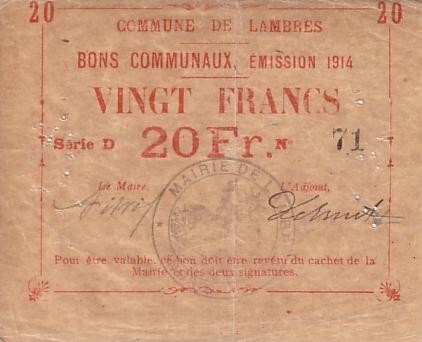 20 20
COMMUNE DE LAMBRES
BONS COMMUNAUX, ÉMISSION 1914
VINGT FRANCS
Série D 20 Fr. N° 71
Le Maire, L'Adjoint,
MAIRIE DE
Pour être valable, ce bon doit être revêtu du cachet de la
Mairie et des deux signatures.